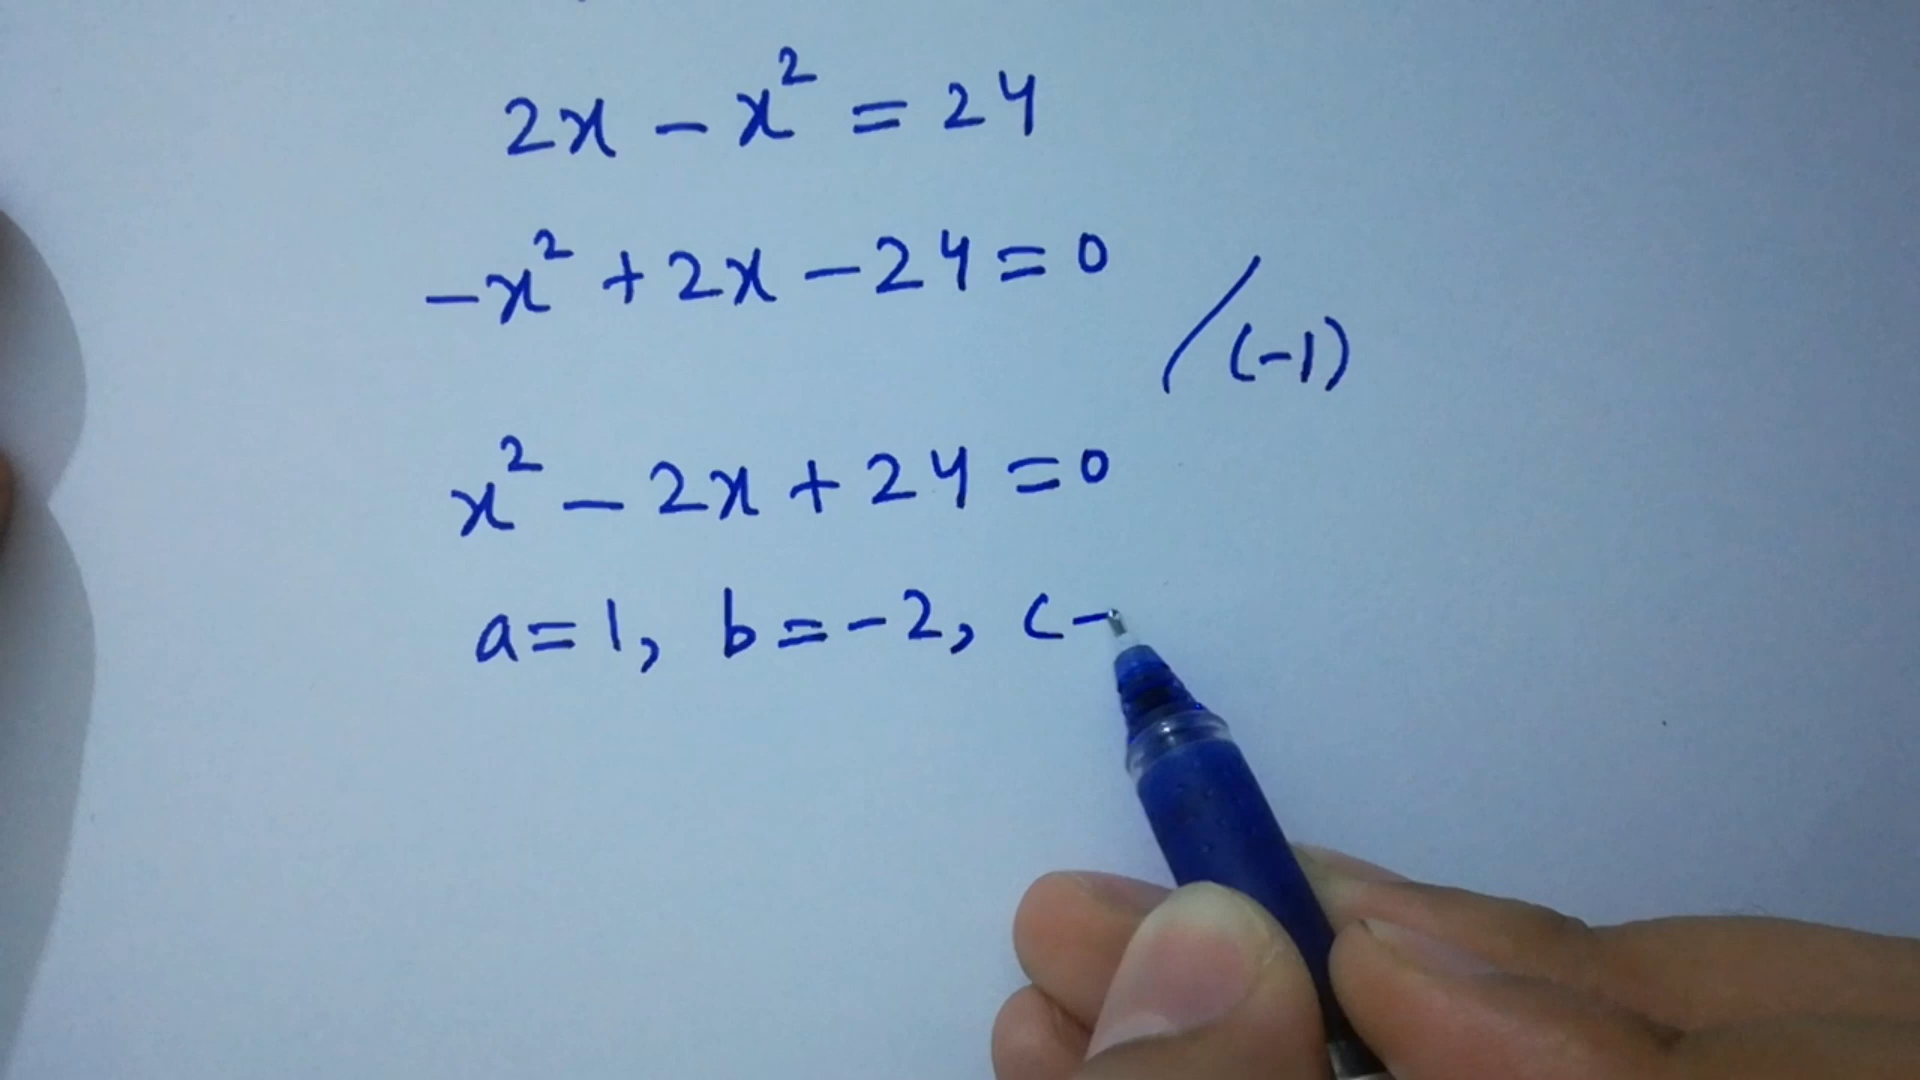 2x - x² = 24
-x² + 2x - 24 = 0 /(-1)
x² - 2x + 24 = 0
a = 1, b = -2, c -